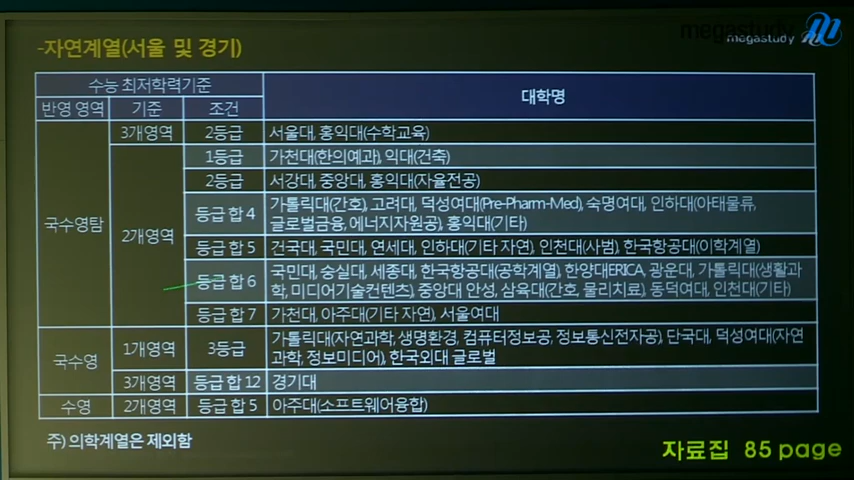 megastudy
megastudy
-자연계열(서울 및 경기)
수능 최저학력기준 대학명
반영 영역 기준 조건
국수영탐 3개영역 2등급 서울대, 홍익대(수학교육)
2개영역 1등급 가천대(한의예과), 익대(건축)
2등급 서강대, 중앙대, 홍익대(자율전공)
등급 합 4 가톨릭대(간호), 고려대, 덕성여대(Pre-Pharm-Med), 숙명여대, 인하대(아태물류,
글로벌금융, 에너지자원공), 홍익대(기타)
등급 합 5 건국대, 국민대, 연세대, 인하대(기타 자연), 인천대(사범), 한국항공대(이학계열)
등급 합 6 국민대, 숭실대, 세종대, 한국항공대(공학계열) 한양대ERICA, 광운대, 가톨릭대(생활과
학, 미디어기술컨텐츠), 중앙대 안성, 삼육대(간호, 물리치료), 동덕여대, 인천대(기타)
등급 합 7 가천대, 아주대(기타 자연), 서울여대
국수영 1개영역 3등급 가톨릭대(자연과학, 생명환경, 컴퓨터정보공, 정보통신전자공), 단국대, 덕성여대(자연
과학, 정보미디어), 한국외대 글로벌
3개영역 등급 합 12 경기대
수영 2개영역 등급 합 5 아주대(소프트웨어융합)
주) 의학계열은 제외함
자료집 85 page